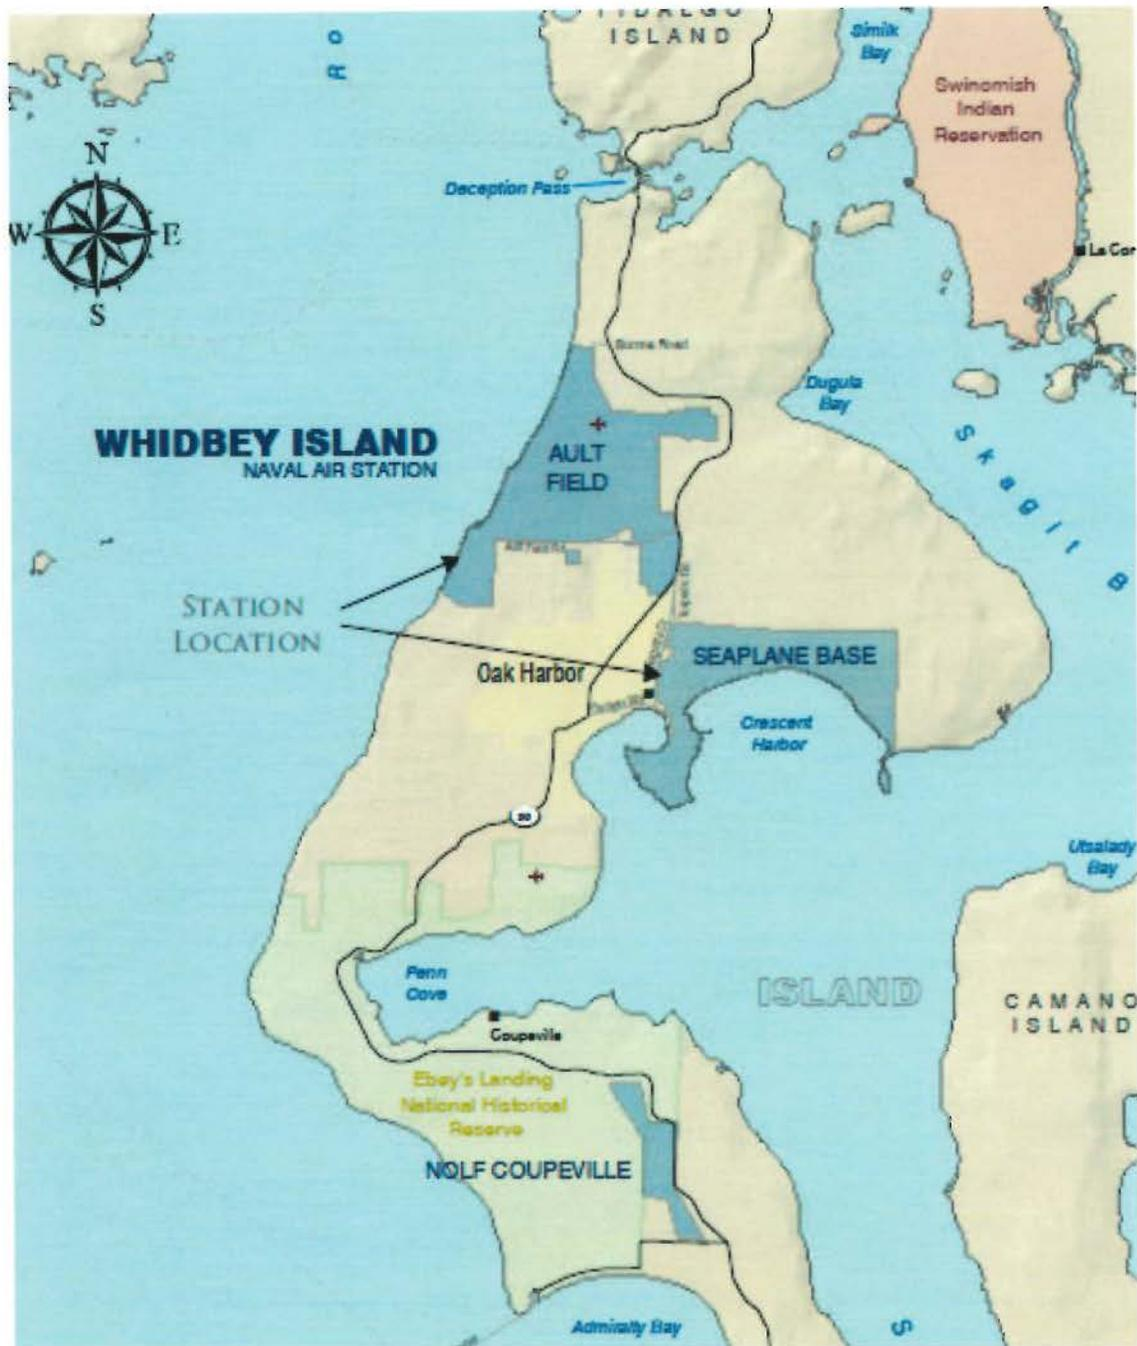 ISLAND
Similk
Bay
Swinomish
Indian
Reservation
N
W
E
S
Deception Pass
La Cor
Dugula
Bay
WHIDBEY ISLAND
NAVAL AIR STATION
AULT
FIELD
Skagit B
STATION
LOCATION
SEAPLANE BASE
Oak Harbor
Crescent
Harbor
20
Utsalady
Bay
Penn
Cove
ISLAND
CAMANO
ISLAND
Coupeville
Ebey's Landing
National Historical
Reserve
NOLF COUPEVILLE
Admiralty Bay
S